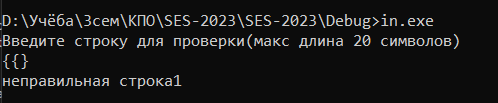 D:\Учёба\3сем\КПО\SES-2023\SES-2023\Debug>in.exe
Введите строку для проверки(макс длина 20 символов)
{{}
неправильная строка1